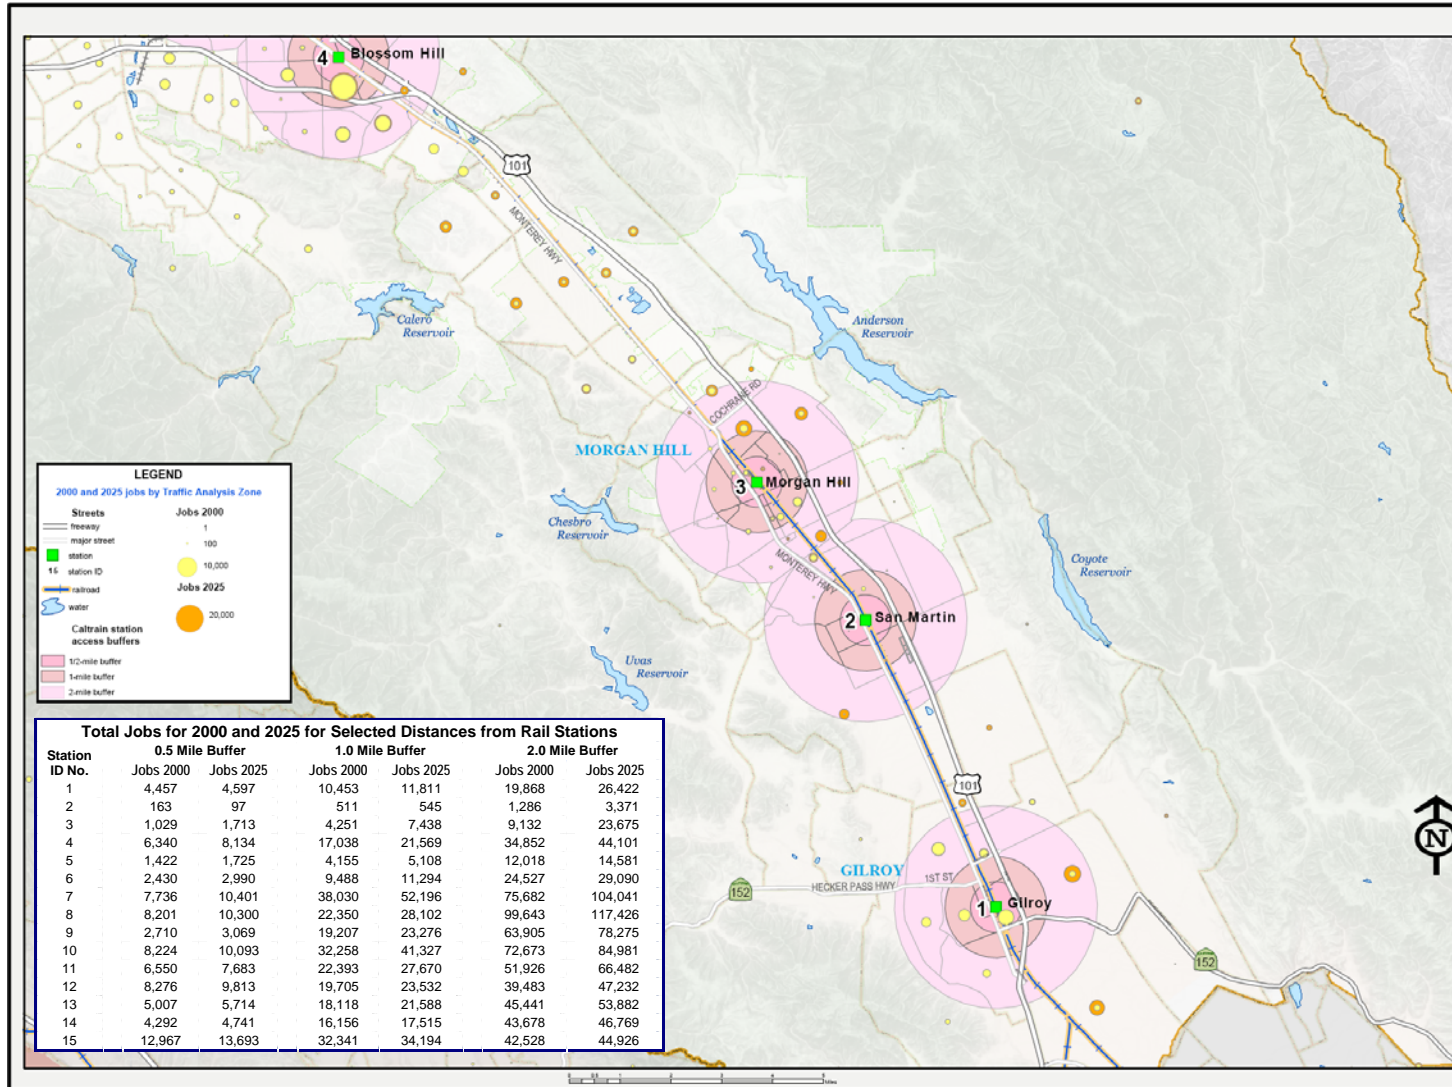 4 Blossom Hill
101
MONTEREY HWY
Calero
Reservoir
Anderson
Reservoir
COCHRANE RD
MORGAN HILL
3 Morgan Hill
Chesbro
Reservoir
MONTEREY HWY
Coyote
Reservoir
2 San Martin
Uvas
Reservoir
101
GILROY
1ST ST
HECKER PASS HWY
152
1 Gilroy
152
N
LEGEND
2000 and 2025 jobs by Traffic Analysis Zone
Streets
freeway
major street
station
station ID
railroad
water
Caltrain station
access buffers
1/2-mile buffer
1-mile buffer
2-mile buffer
Jobs 2000
1
100
10,000
Jobs 2025
20,000
Total Jobs for 2000 and 2025 for Selected Distances from Rail Stations
Station ID No. 0.5 Mile Buffer 1.0 Mile Buffer 2.0 Mile Buffer
Jobs 2000 Jobs 2025 Jobs 2000 Jobs 2025 Jobs 2000 Jobs 2025
1 4,457 4,597 10,453 11,811 19,868 26,422
2 163 97 511 545 1,286 3,371
3 1,029 1,713 4,251 7,438 9,132 23,675
4 6,340 8,134 17,038 21,569 34,852 44,101
5 1,422 1,725 4,155 5,108 12,018 14,581
6 2,430 2,990 9,488 11,294 24,527 29,090
7 7,736 10,401 38,030 52,196 75,682 104,041
8 8,201 10,300 22,350 28,102 99,643 117,426
9 2,710 3,069 19,207 23,276 63,905 78,275
10 8,224 10,093 32,258 41,327 72,673 84,981
11 6,550 7,683 22,393 27,670 51,926 66,482
12 8,276 9,813 19,705 23,532 39,483 47,232
13 5,007 5,714 18,118 21,588 45,441 53,882
14 4,292 4,741 16,156 17,515 43,678 46,769
15 12,967 13,693 32,341 34,194 42,528 44,926